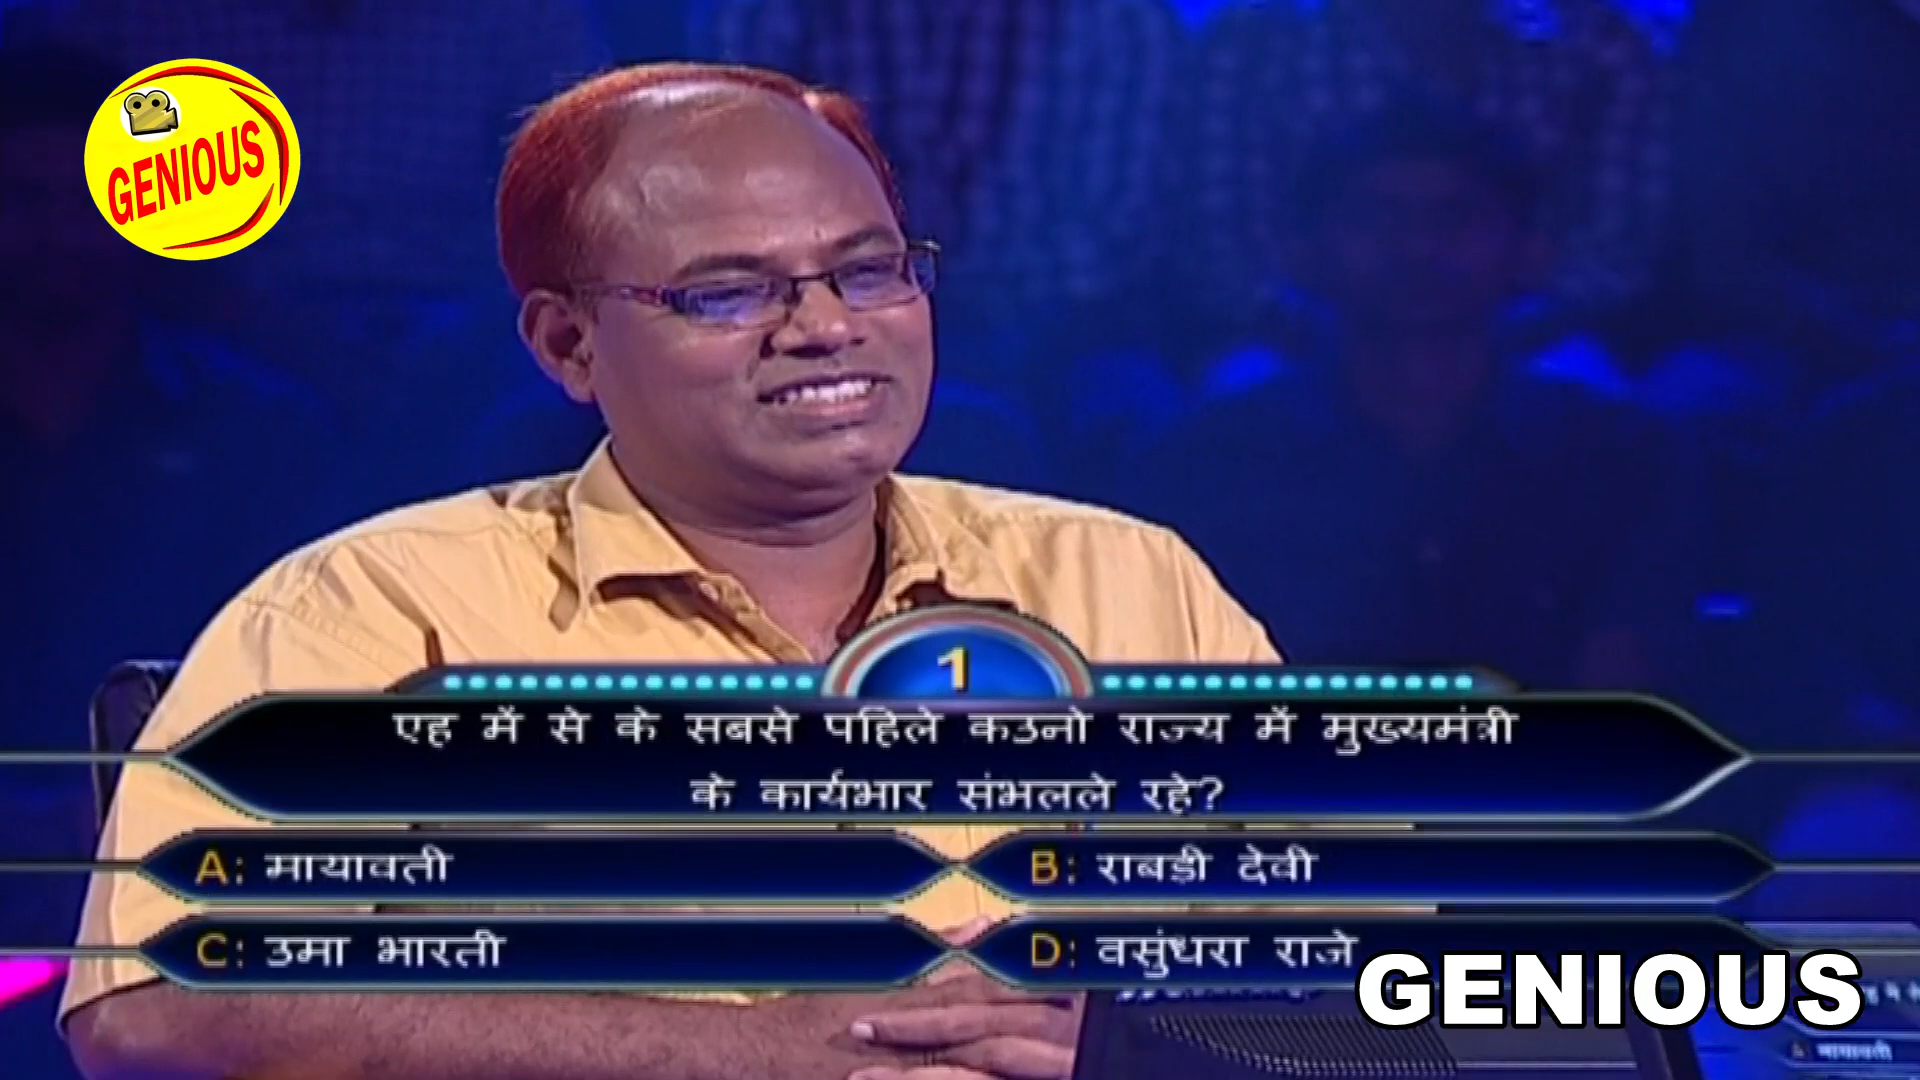 GENIOUS
1
एह में से के सबसे पहिले कउनो राज्य में मुख्यमंत्री
के कार्यभार संभलले रहे?
A: मायावती
B: राबड़ी देवी
C: उमा भारती
D: वसुंधरा राजे
GENIOUS